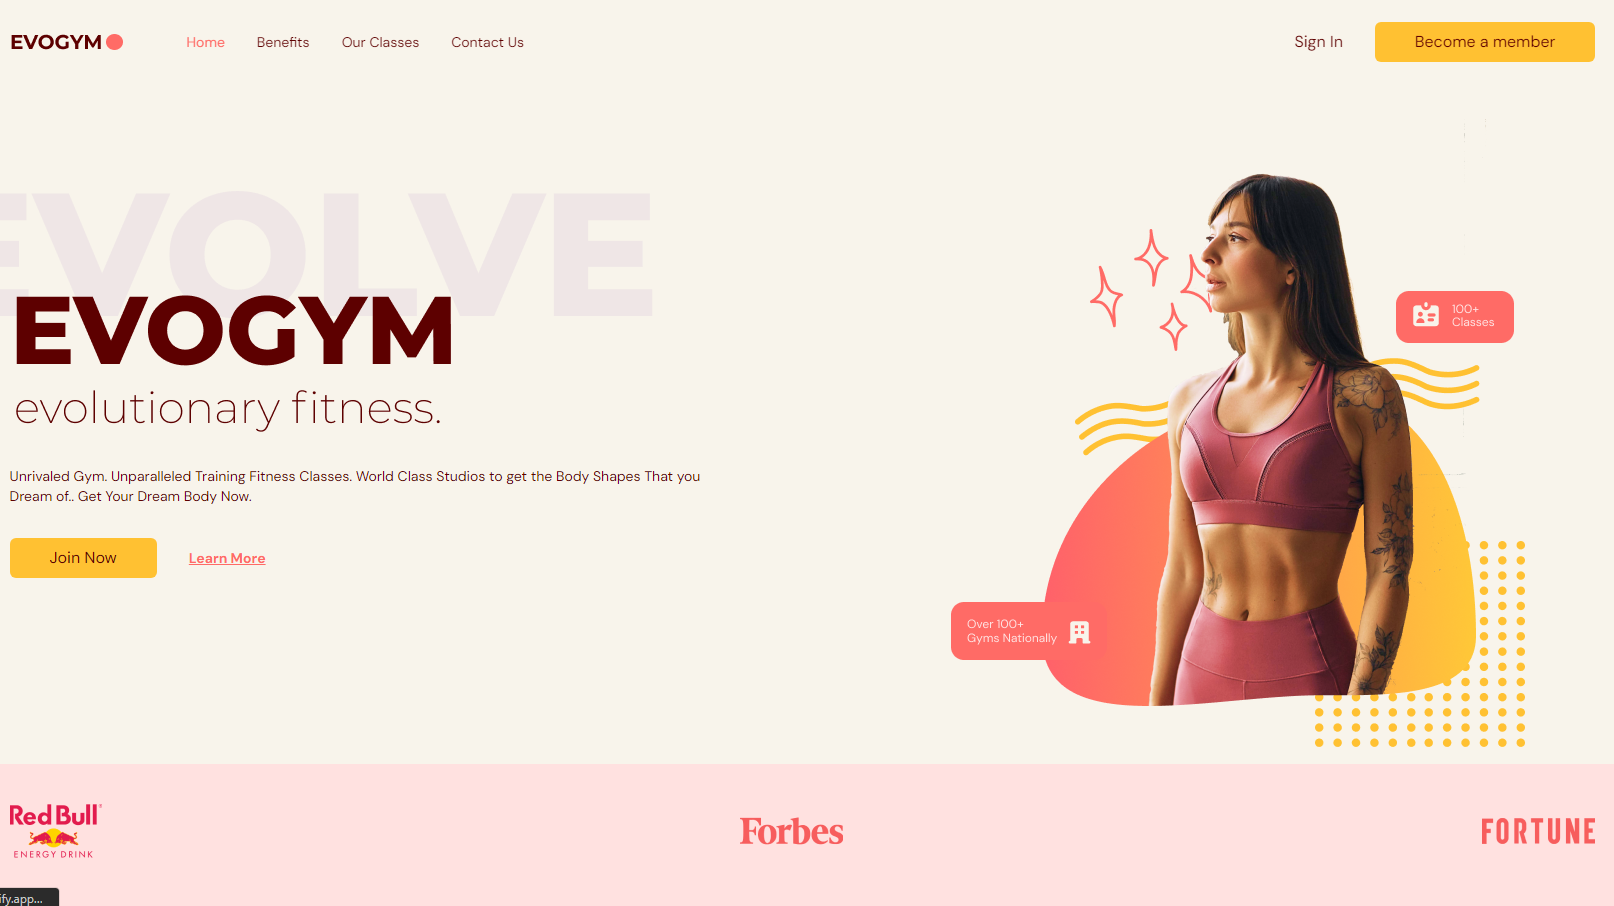 EVOGYM
Home Benefits Our Classes Contact Us
Sign In
Become a member
EVOLVE
EVOGYM
evolutionary fitness.
Unrivaled Gym. Unparalleled Training Fitness Classes. World Class Studios to get the Body Shapes That you
Dream of.. Get Your Dream Body Now.
Join Now
Learn More
100+
Classes
Over 100+
Gyms Nationally
Red Bull
ENERGY DRINK
Forbes
FORTUNE
ify.app...